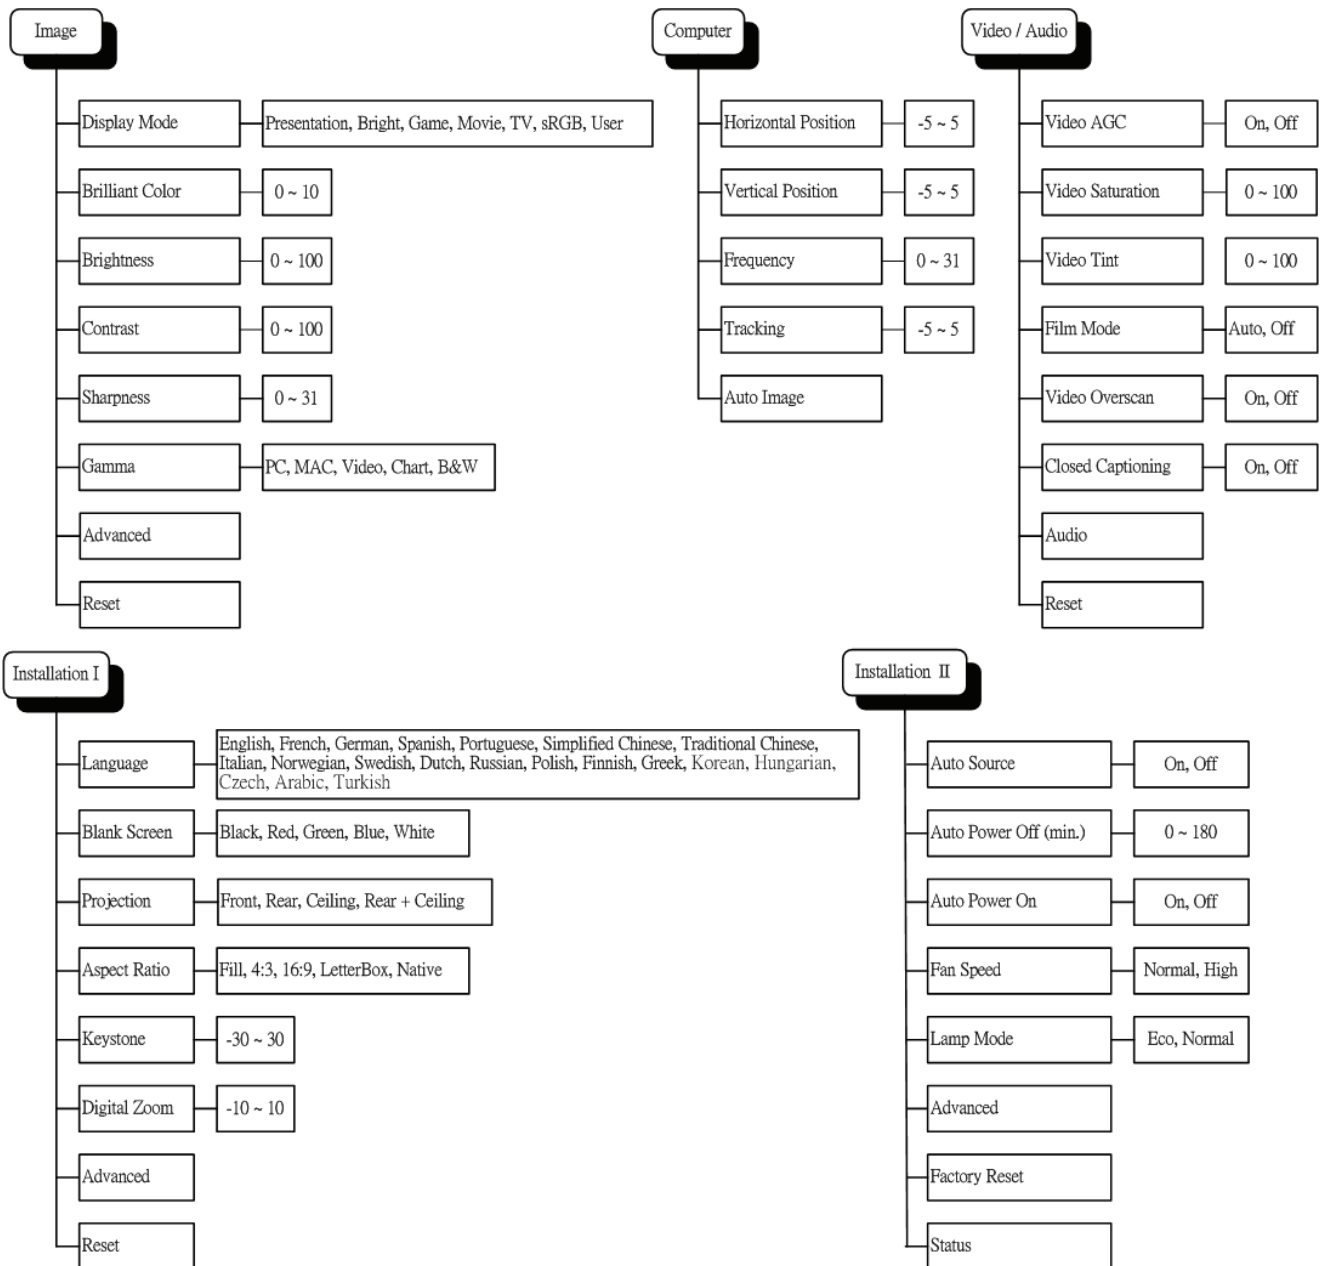 Image
Display Mode
Presentation, Bright, Game, Movie, TV, sRGB, User
Brilliant Color
0 ~ 10
Brightness
0 ~ 100
Contrast
0 ~ 100
Sharpness
0 ~ 31
Gamma
PC, MAC, Video, Chart, B&W
Advanced
Reset
Computer
Horizontal Position
-5 ~ 5
Vertical Position
-5 ~ 5
Frequency
0 ~ 31
Tracking
-5 ~ 5
Auto Image
Video / Audio
Video AGC
On, Off
Video Saturation
0 ~ 100
Video Tint
0 ~ 100
Film Mode
Auto, Off
Video Overscan
On, Off
Closed Captioning
On, Off
Audio
Reset
Installation I
Language
English, French, German, Spanish, Portuguese, Simplified Chinese, Traditional Chinese,
Italian, Norwegian, Swedish, Dutch, Russian, Polish, Finnish, Greek, Korean, Hungarian,
Czech, Arabic, Turkish
Blank Screen
Black, Red, Green, Blue, White
Projection
Front, Rear, Ceiling, Rear + Ceiling
Aspect Ratio
Fill, 4:3, 16:9, LetterBox, Native
Keystone
-30 ~ 30
Digital Zoom
-10 ~ 10
Advanced
Reset
Installation II
Auto Source
On, Off
Auto Power Off (min.)
0 ~ 180
Auto Power On
On, Off
Fan Speed
Normal, High
Lamp Mode
Eco, Normal
Advanced
Factory Reset
Status